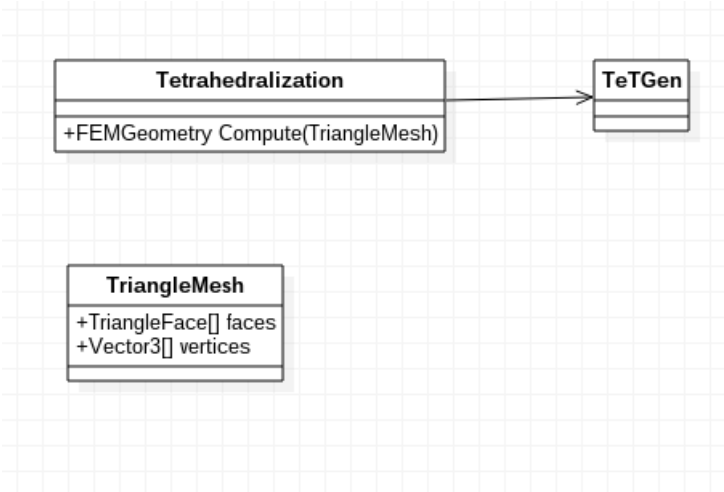 Tetrahedralization
+FEMGeometry Compute(TriangleMesh)
TeTGen
TriangleMesh
+TriangleFace[] faces
+Vector3[] vertices